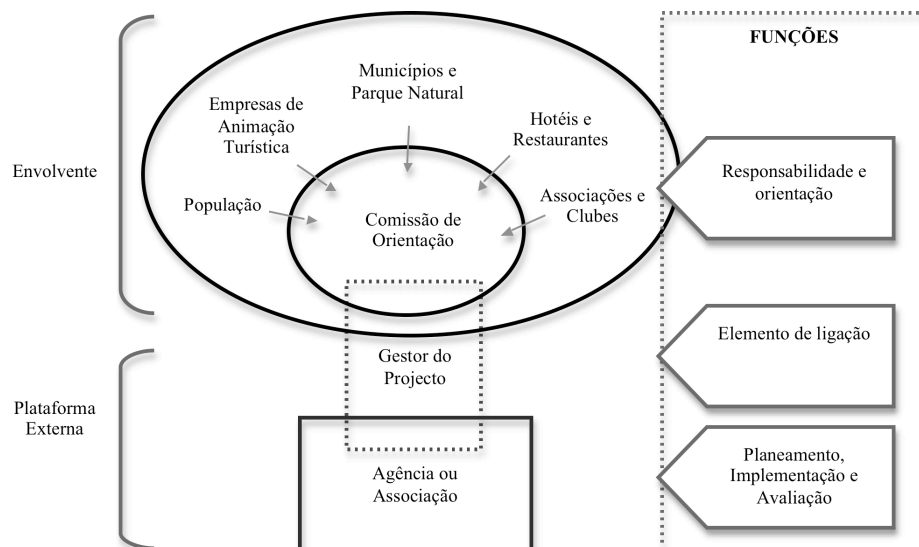 FUNÇÕES
Municípios e
Parque Natural
Empresas de
Animação
Turística
Hotéis e
Restaurantes
Envolvente
População
Associações e
Clubes
Comissão de
Orientação
Responsabilidade e
orientação
Gestor do
Projecto
Elemento de ligação
Plataforma
Externa
Agência ou
Associação
Planeamento,
Implementação e
Avaliação